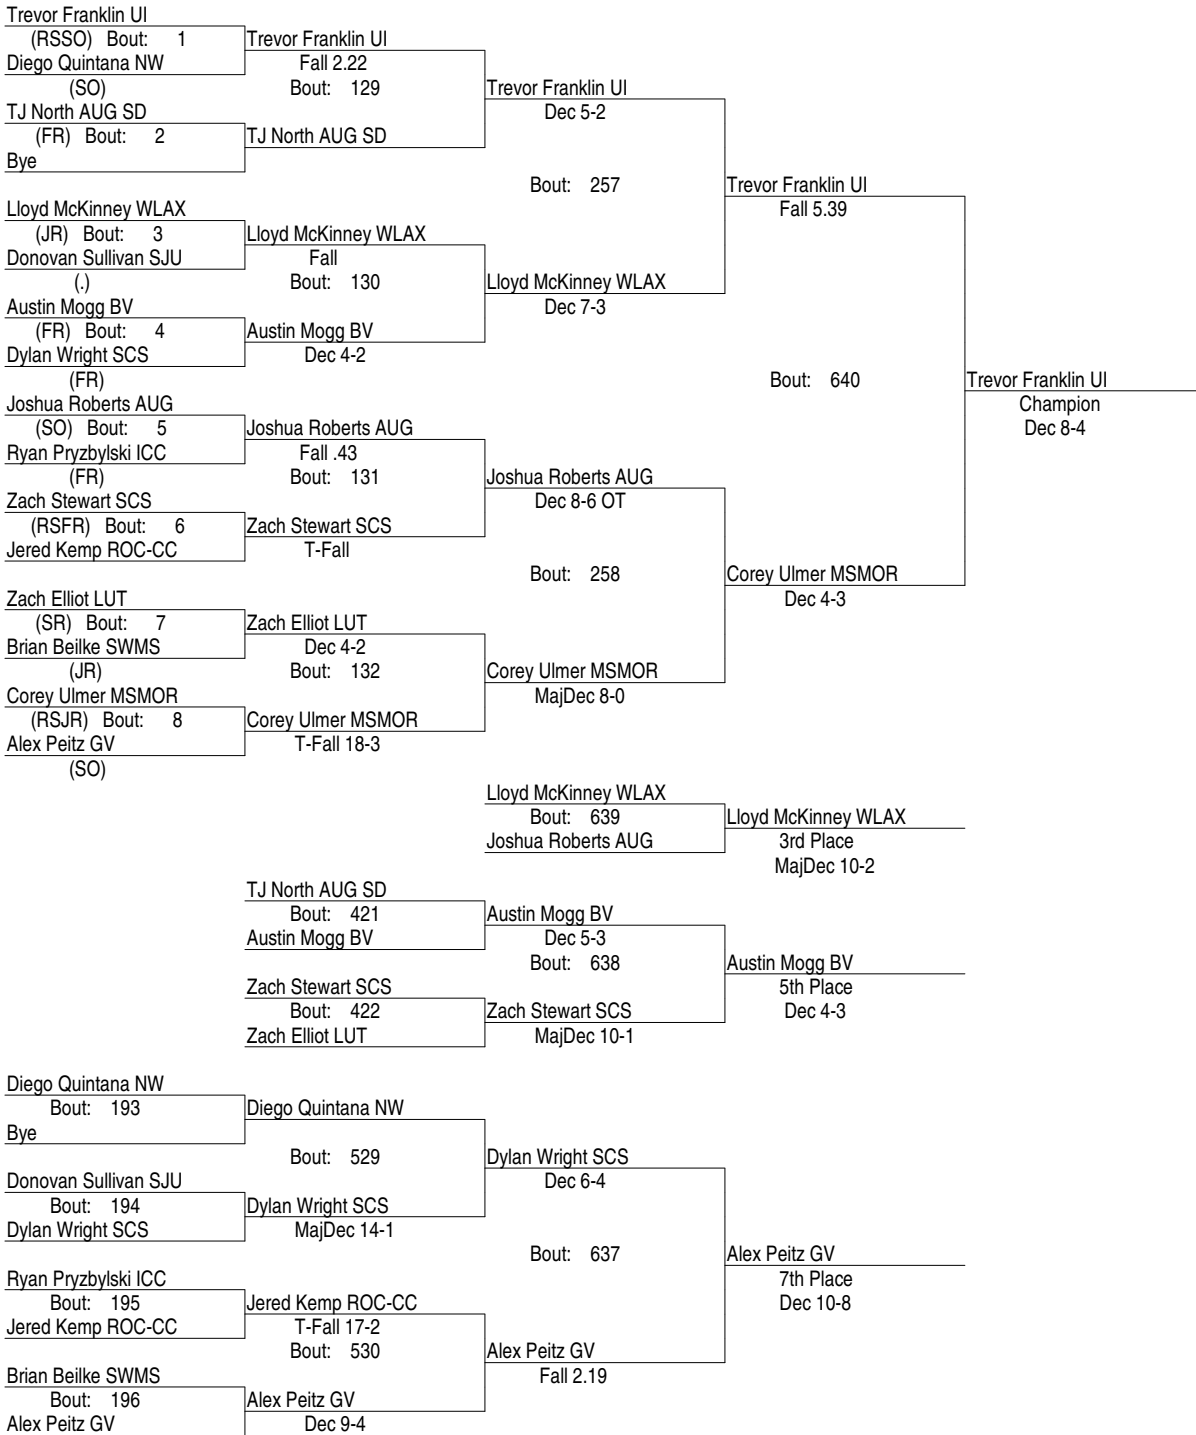 Trevor Franklin UI
(RSSO) Bout: 1 Trevor Franklin UI
Diego Quintana NW Fall 2.22
(SO) Bout: 129 Trevor Franklin UI
TJ North AUG SD Dec 5-2
(FR) Bout: 2 TJ North AUG SD
Bye
Bout: 257 Trevor Franklin UI
Lloyd McKinney WLAX Fall 5.39
(JR) Bout: 3 Lloyd McKinney WLAX
Donovan Sullivan SJU Fall
(.) Bout: 130 Lloyd McKinney WLAX
Austin Mogg BV Dec 7-3
(FR) Bout: 4 Austin Mogg BV
Dylan Wright SCS Dec 4-2
(FR) Bout: 640 Trevor Franklin UI
Joshua Roberts AUG Champion
(SO) Bout: 5 Joshua Roberts AUG Dec 8-4
Ryan Pryzbylski ICC Fall .43
(FR) Bout: 131 Joshua Roberts AUG
Zach Stewart SCS Dec 8-6 OT
(RSFR) Bout: 6 Zach Stewart SCS
Jered Kemp ROC-CC T-Fall
Bout: 258 Corey Ulmer MSMOR
Zach Elliot LUT Dec 4-3
(SR) Bout: 7 Zach Elliot LUT
Brian Beilke SWMS Dec 4-2
(JR) Bout: 132 Corey Ulmer MSMOR
Corey Ulmer MSMOR MajDec 8-0
(RSJR) Bout: 8 Corey Ulmer MSMOR
Alex Peitz GV T-Fall 18-3
(SO)
Lloyd McKinney WLAX
Bout: 639 Lloyd McKinney WLAX
Joshua Roberts AUG 3rd Place
MajDec 10-2
TJ North AUG SD
Bout: 421 Austin Mogg BV
Austin Mogg BV Dec 5-3
Bout: 638 Austin Mogg BV
Zach Stewart SCS 5th Place
Bout: 422 Zach Stewart SCS Dec 4-3
Zach Elliot LUT MajDec 10-1
Diego Quintana NW
Bout: 193 Diego Quintana NW
Bye
Bout: 529 Dylan Wright SCS
Donovan Sullivan SJU Dec 6-4
Bout: 194 Dylan Wright SCS
Dylan Wright SCS MajDec 14-1
Bout: 637 Alex Peitz GV
Ryan Pryzbylski ICC 7th Place
Bout: 195 Jered Kemp ROC-CC Dec 10-8
Jered Kemp ROC-CC T-Fall 17-2
Bout: 530 Alex Peitz GV
Brian Beilke SWMS Fall 2.19
Bout: 196 Alex Peitz GV
Alex Peitz GV Dec 9-4